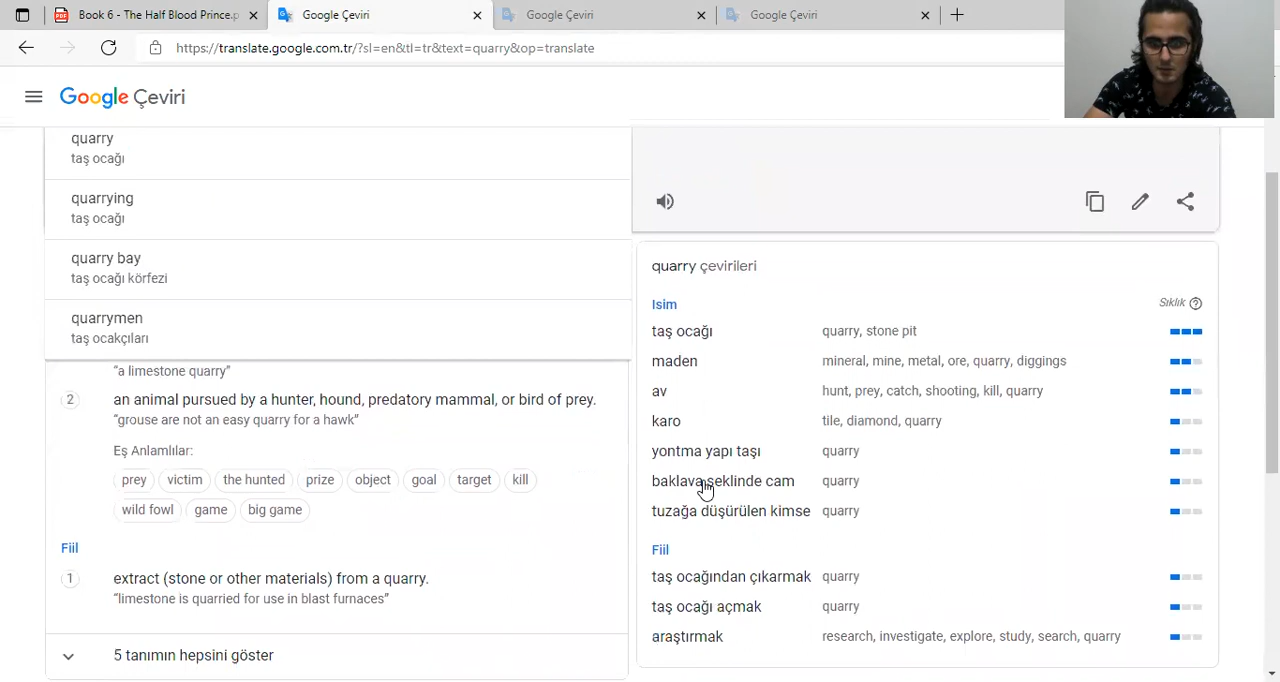 Book 6 - The Half Blood Prince.p
Google Çeviri
Google Çeviri
Google Çeviri
https://translate.google.com.tr/?sl=en&tl=tr&text=quarry&op=translate
Google Çeviri
quarry
taş ocağı
quarrying
taş ocağı
quarry bay
taş ocağı körfezi
quarrymen
taş ocakçıları
“a limestone quarry”
2 an animal pursued by a hunter, hound, predatory mammal, or bird of prey.
“grouse are not an easy quarry for a hawk”
Eş Anlamlılar:
prey victim the hunted prize object goal target kill
wild fowl game big game
Fiil
1 extract (stone or other materials) from a quarry.
“limestone is quarried for use in blast furnaces”
5 tanımın hepsini göster
quarry çevirileri
Isim Sıklık ?
taş ocağı quarry, stone pit
maden mineral, mine, metal, ore, quarry, diggings
av hunt, prey, catch, shooting, kill, quarry
karo tile, diamond, quarry
yontma yapı taşı quarry
baklava şeklinde cam quarry
tuzağa düşürülen kimse quarry
Fiil
taş ocağından çıkarmak quarry
taş ocağı açmak quarry
araştırmak research, investigate, explore, study, search, quarry